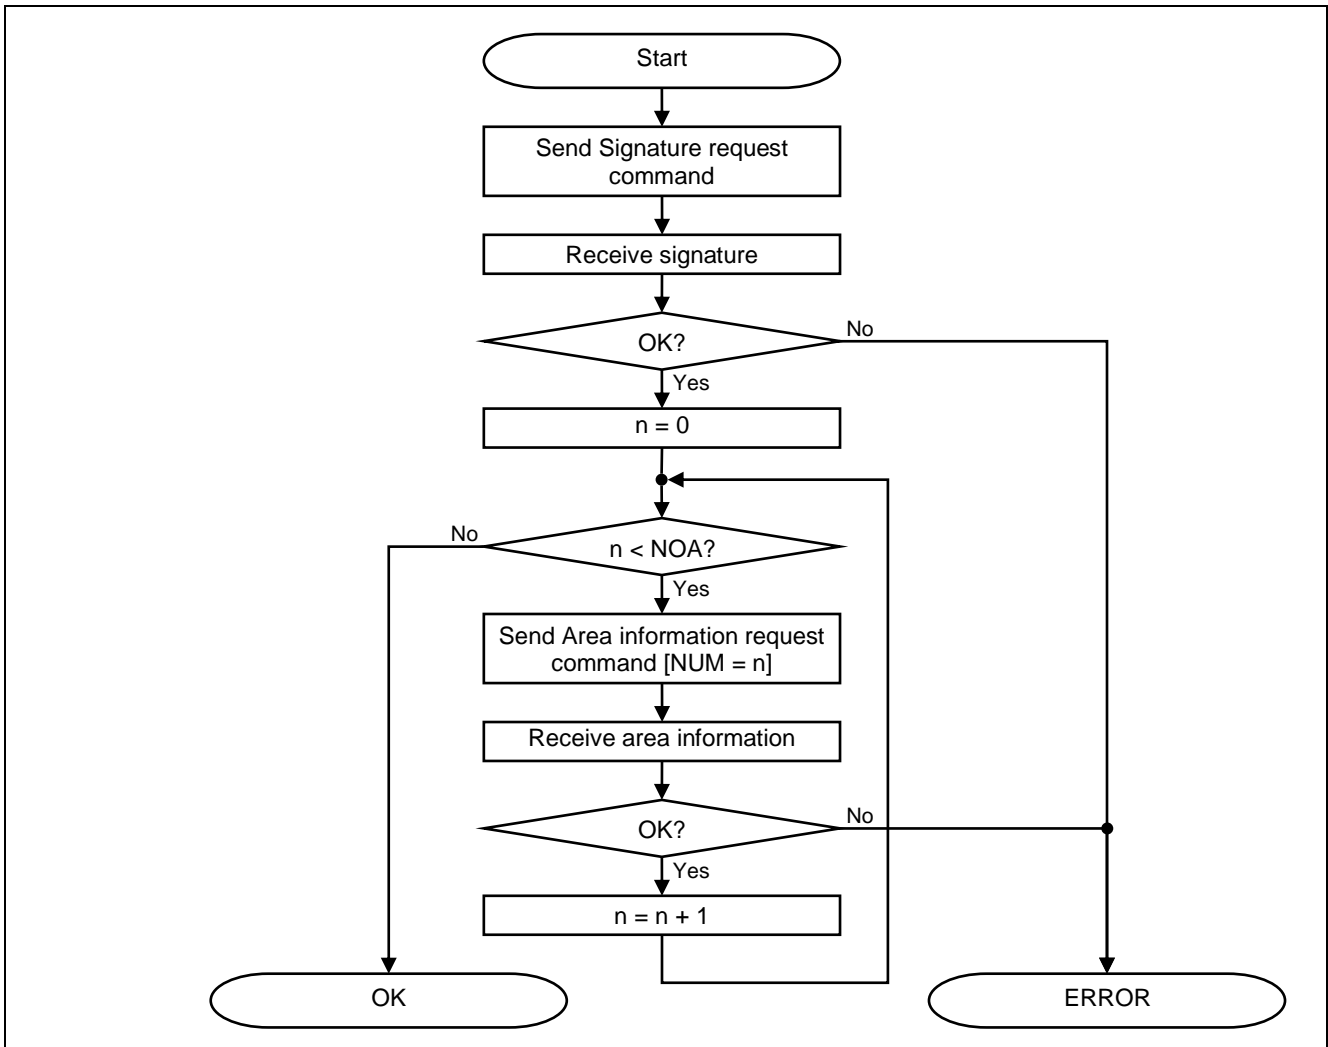 Start
Send Signature request
command
Receive signature
OK?
No
Yes
n = 0
No
n < NOA?
Yes
Send Area information request
command [NUM = n]
Receive area information
OK?
No
Yes
n = n + 1
OK
ERROR